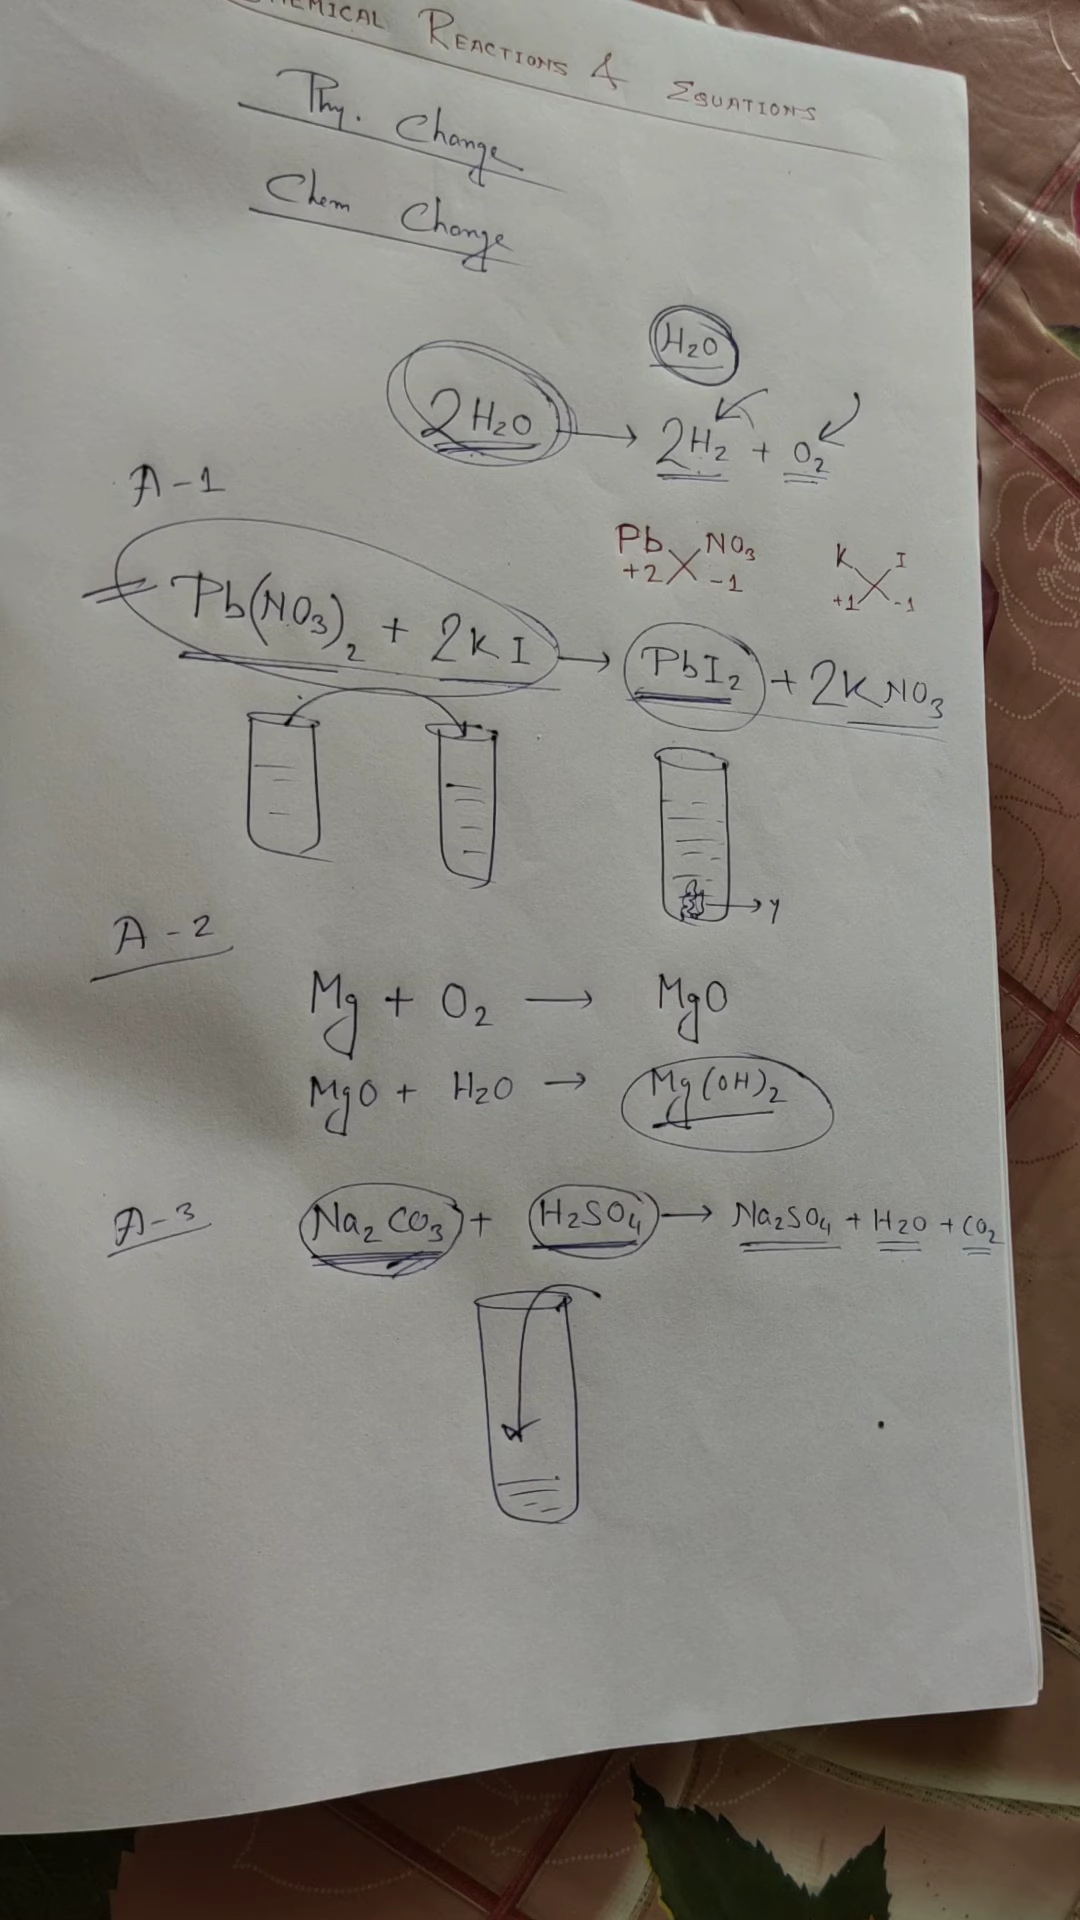 REACTIONS & EQUATIONS
Phy. Change
Chem Change
H2O
2H2O → 2H2 + O2
A-1
Pb NO3 K I
+2 -1 +1 -1
Pb(NO3)2 + 2KI → PbI2 + 2KNO3
→ Y
A-2
Mg + O2 → MgO
MgO + H2O → Mg(OH)2
A-3 Na2CO3 + H2SO4 → Na2SO4 + H2O + CO2